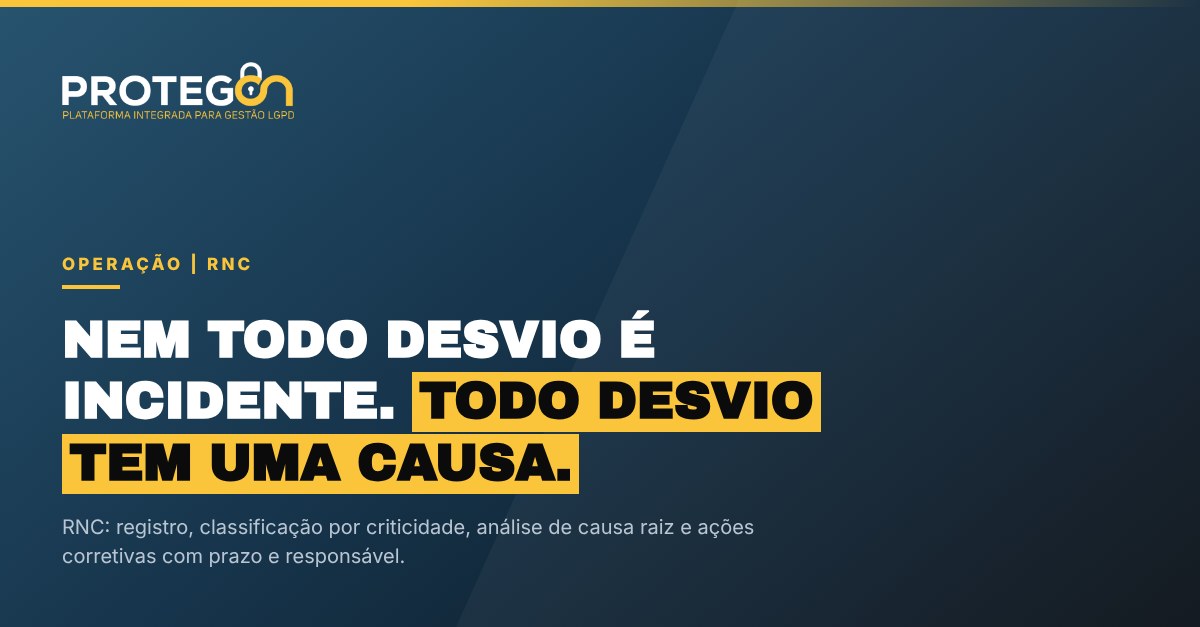 PROTEGON
PLATAFORMA INTEGRADA PARA GESTÃO LGPD
OPERAÇÃO | RNC
NEM TODO DESVIO É
INCIDENTE. TODO DESVIO
TEM UMA CAUSA.
RNC: registro, classificação por criticidade, análise de causa raiz e ações
corretivas com prazo e responsável.